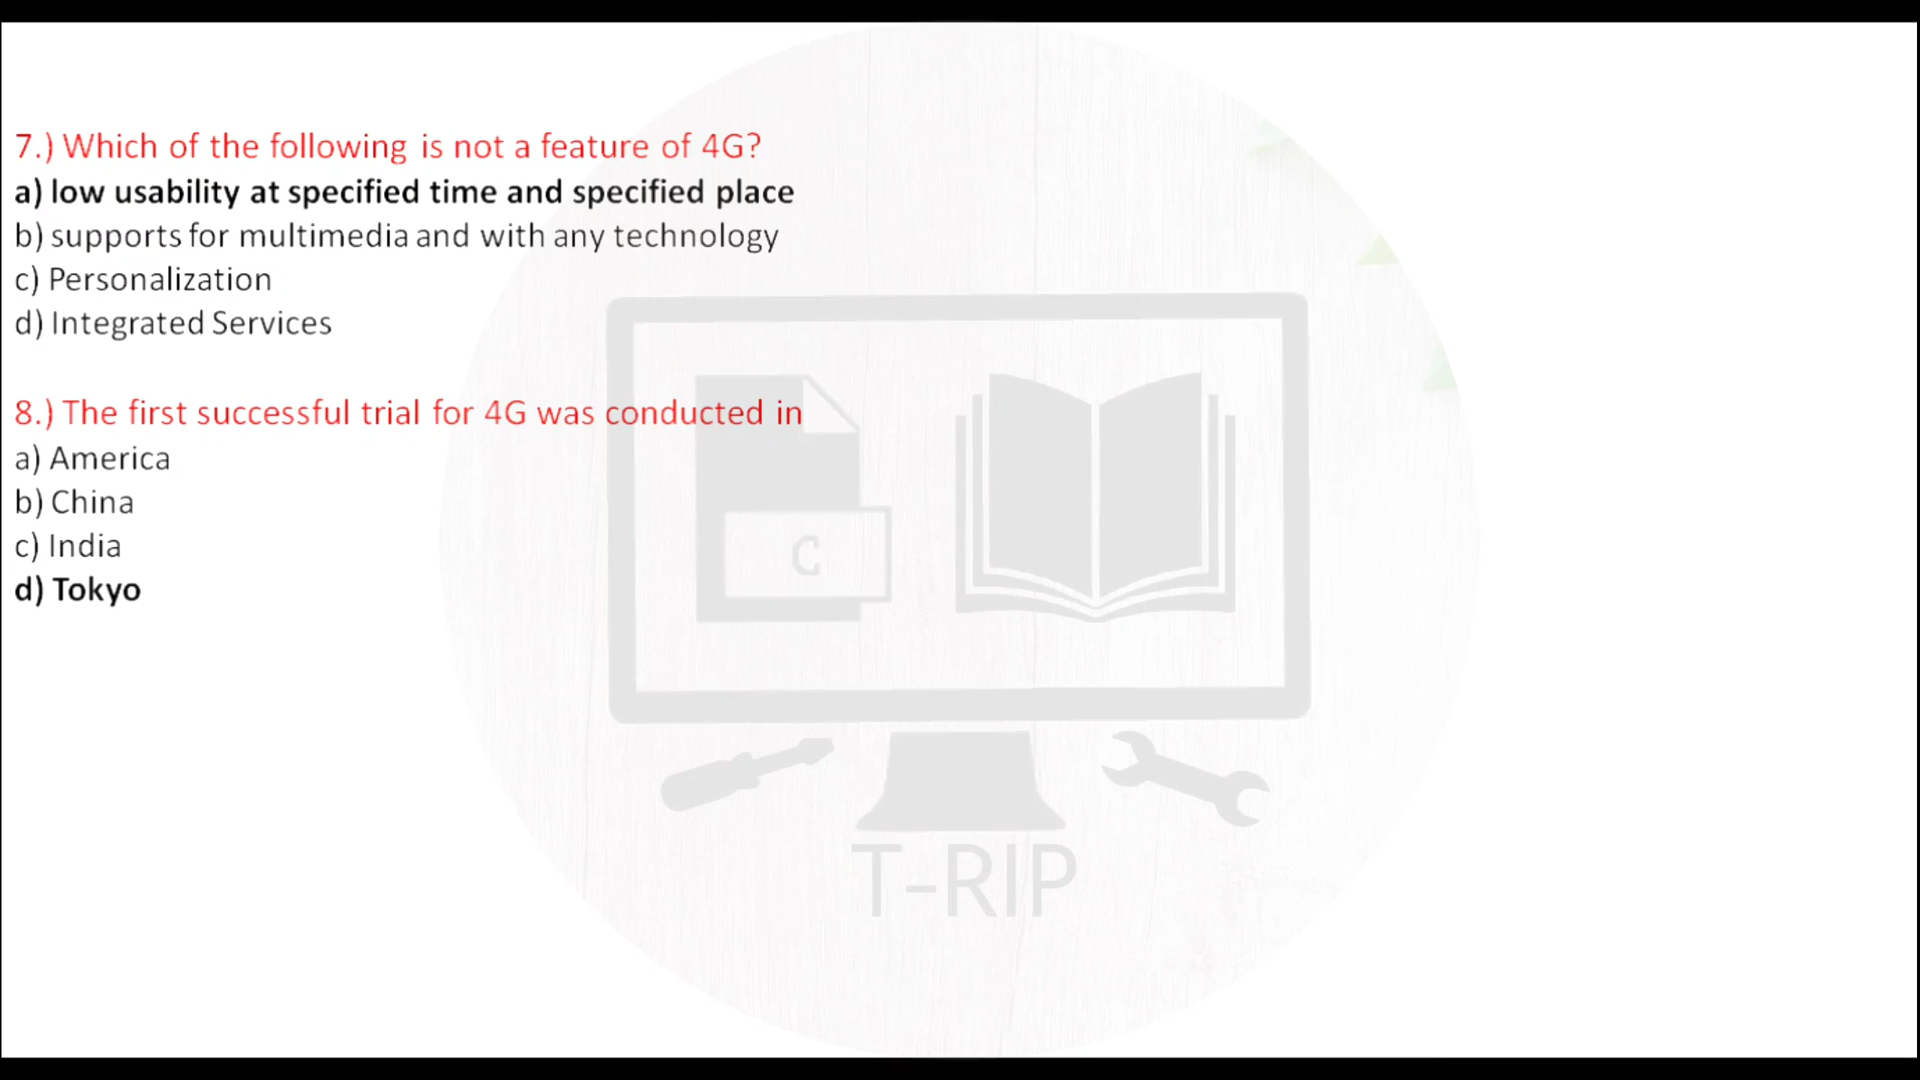 7.) Which of the following is not a feature of 4G?
a) low usability at specified time and specified place
b) supports for multimedia and with any technology
c) Personalization
d) Integrated Services
8.) The first successful trial for 4G was conducted in
a) America
b) China
c) India
d) Tokyo
C
T-RIP